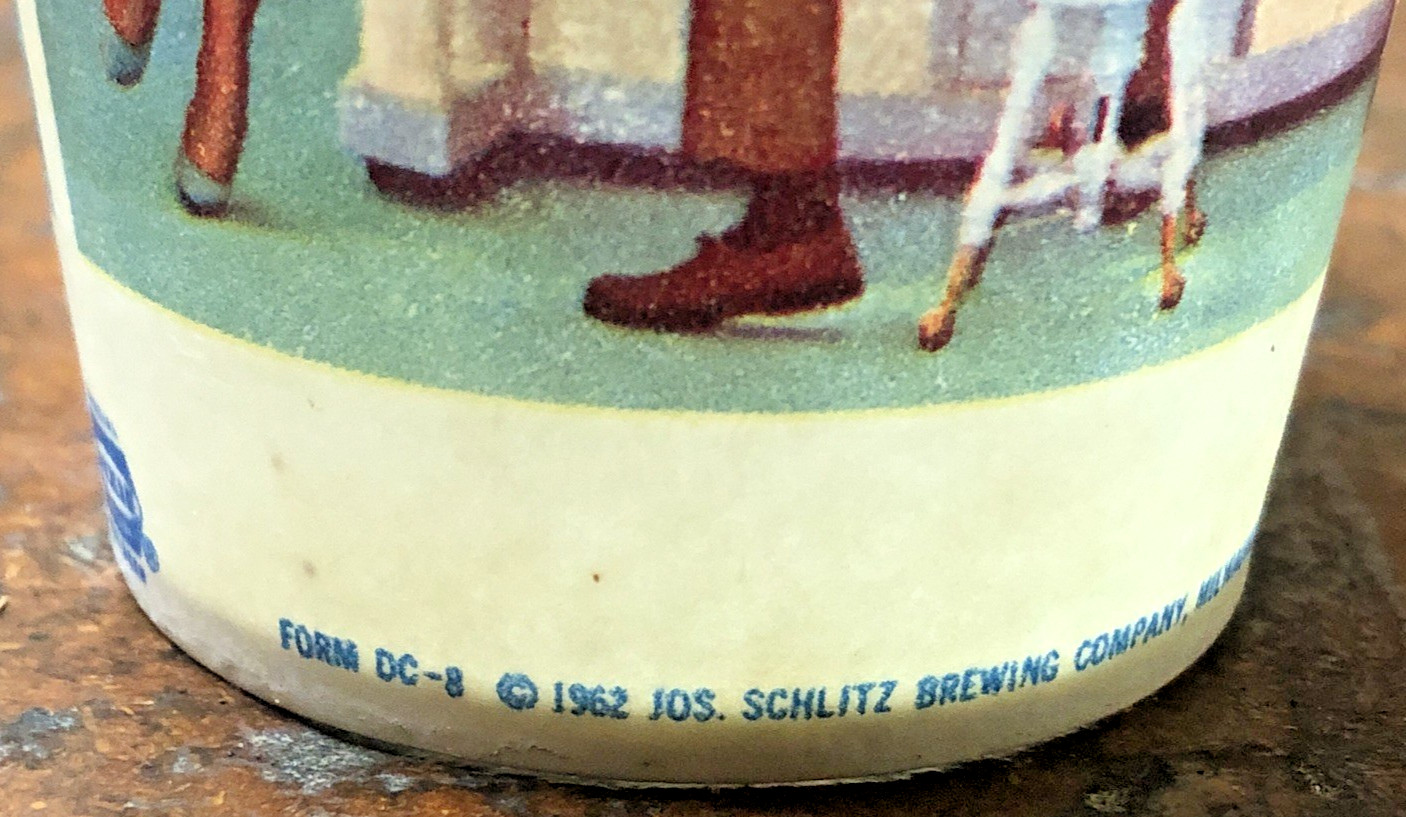 FORM DC-8 © 1962 JOS. SCHLITZ BREWING COMPANY,